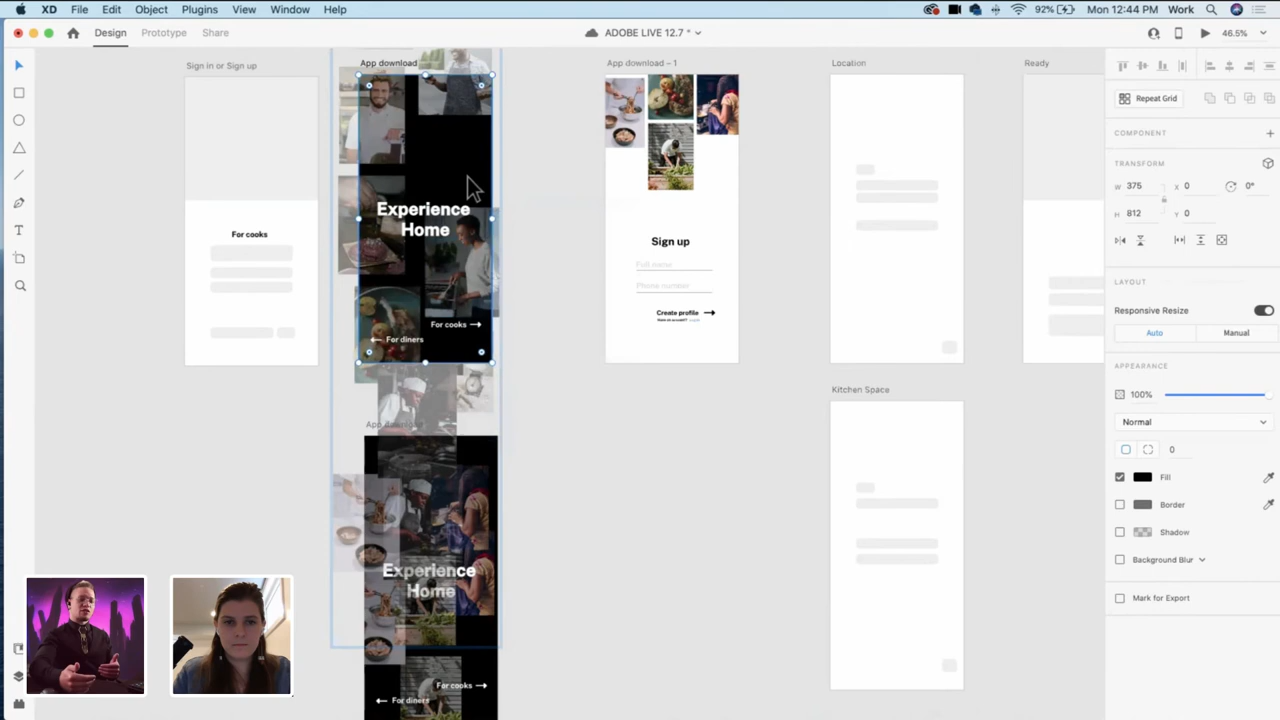 XD File Edit Object Plugins View Window Help
92% Mon 12:44 PM Work
Design Prototype Share
ADOBE LIVE 12.7 *
46.5%
Sign in or Sign up
App download
App download – 1
Location
Ready
Repeat Grid
COMPONENT
TRANSFORM
W 375 X 0 0°
H 812 Y 0
LAYOUT
Responsive Resize
Auto Manual
APPEARANCE
100%
Normal
0
Fill
Border
Shadow
Background Blur
Mark for Export
For cooks
Experience
Home
For cooks
For diners
Sign up
Full name
Phone number
Create profile
Kitchen Space
Experience
Home
For cooks
For diners